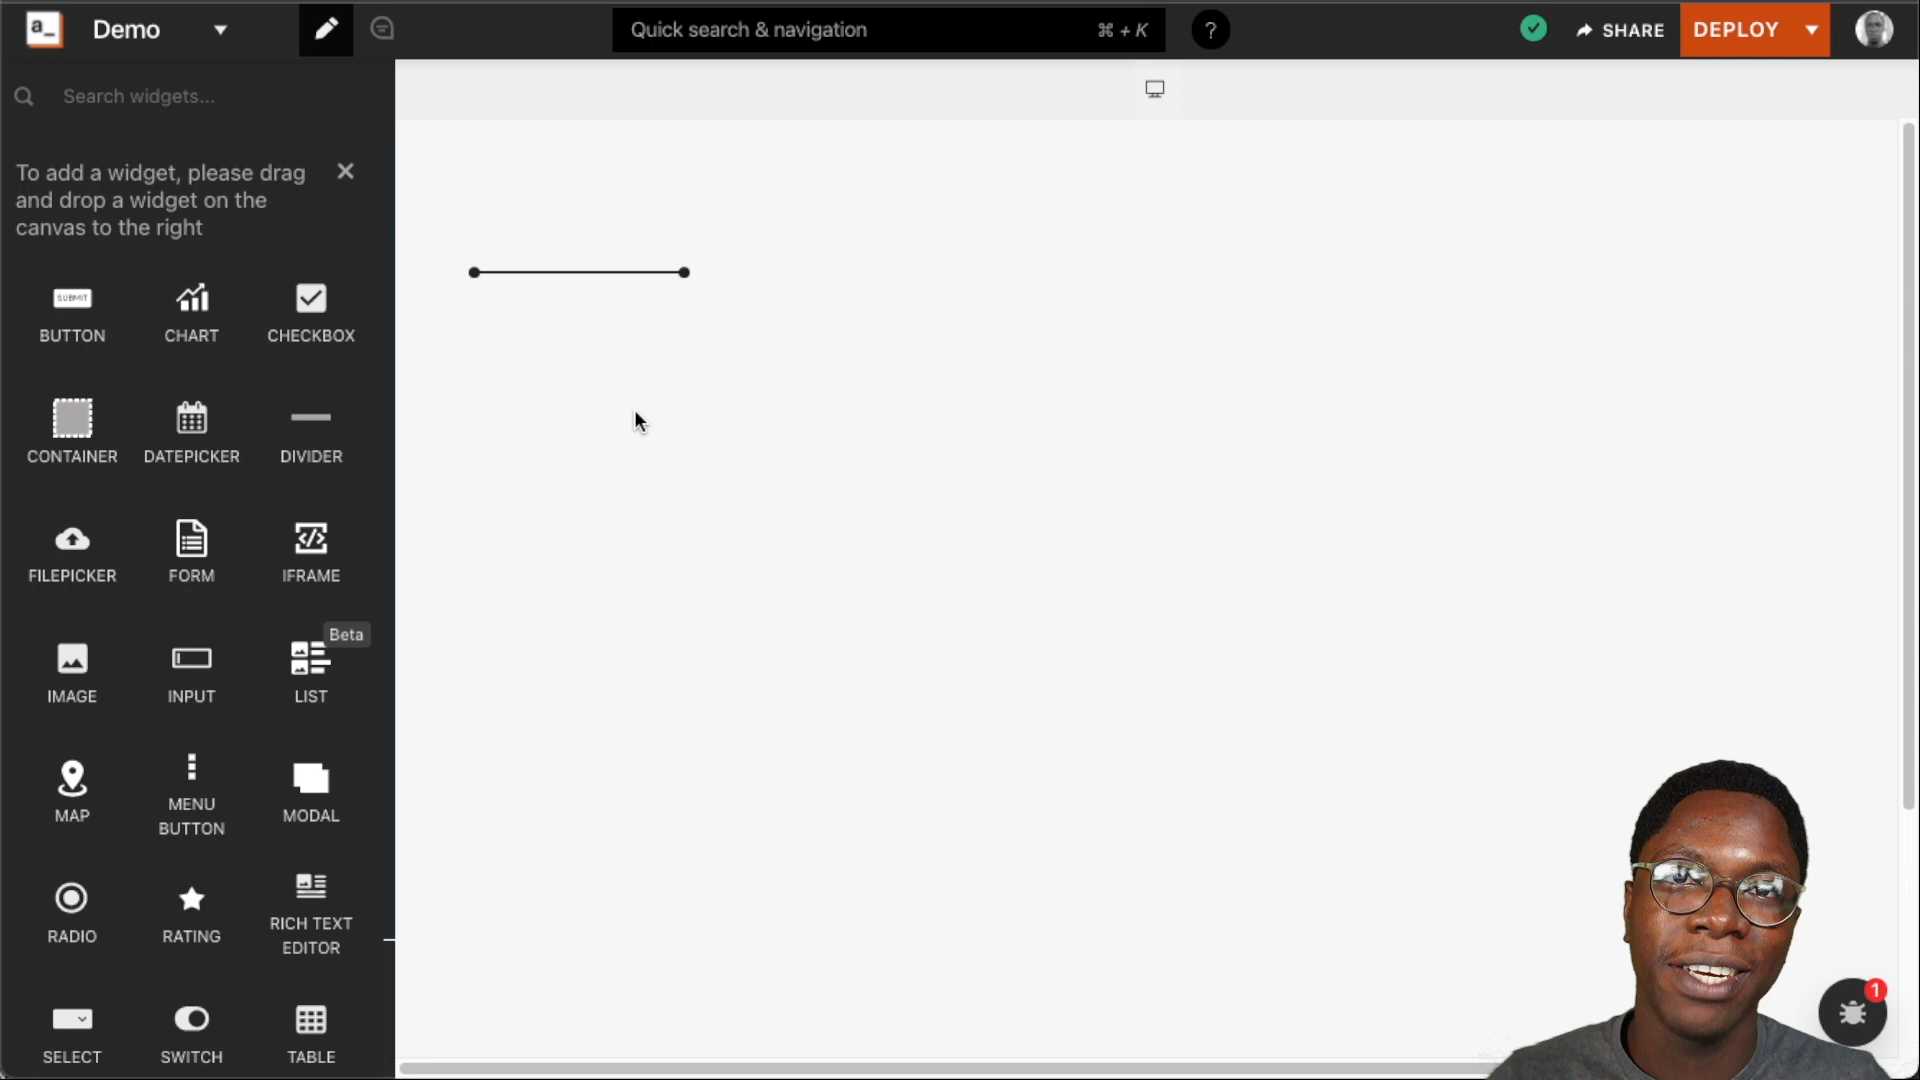 a_
Demo
Quick search & navigation
⌘ + K
?
SHARE
DEPLOY
Search widgets...
To add a widget, please drag
and drop a widget on the
canvas to the right
SUBMIT
BUTTON
CHART
CHECKBOX
CONTAINER
DATEPICKER
DIVIDER
FILEPICKER
FORM
IFRAME
Beta
IMAGE
INPUT
LIST
MAP
MENU
BUTTON
MODAL
RADIO
RATING
RICH TEXT
EDITOR
1
SELECT
SWITCH
TABLE